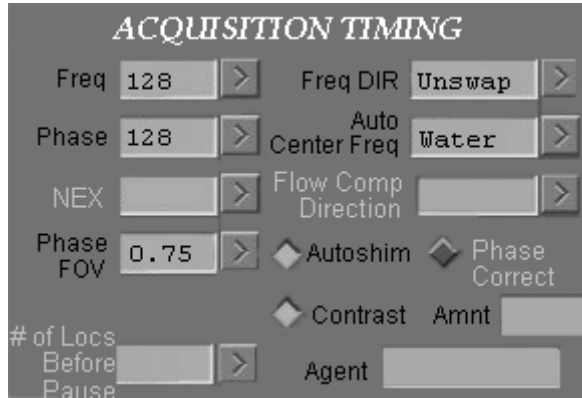 ACQUISITION TIMING
Freq 128 > Freq DIR Unswap >
Phase 128 > Auto Center Freq Water >
NEX > Flow Comp Direction >
Phase FOV 0.75 > Autoshim Phase Correct
Contrast Amnt
# of Locs Before Pause > Agent